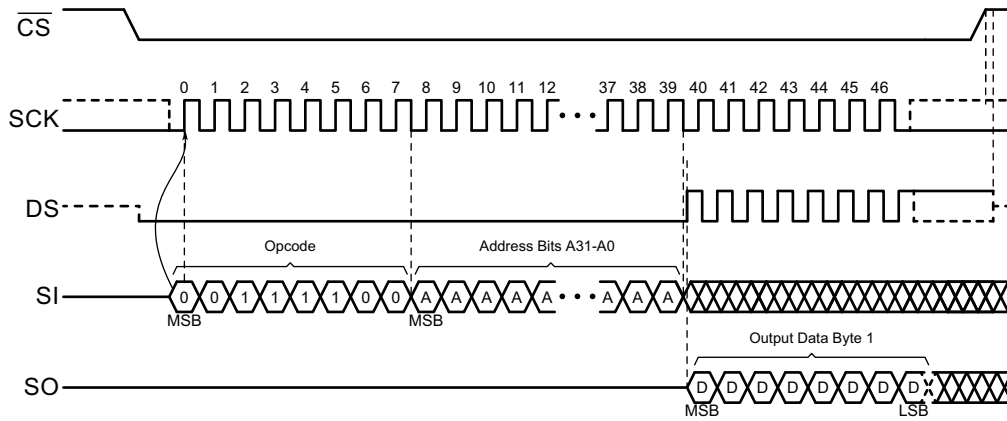 CS
0 1 2 3 4 5 6 7 8 9 10 11 12 37 38 39 40 41 42 43 44 45 46
SCK
DS
Opcode Address Bits A31-A0
SI 0 0 1 1 1 1 0 0 A A A A A A A A
MSB MSB
Output Data Byte 1
SO D D D D D D D D
MSB LSB